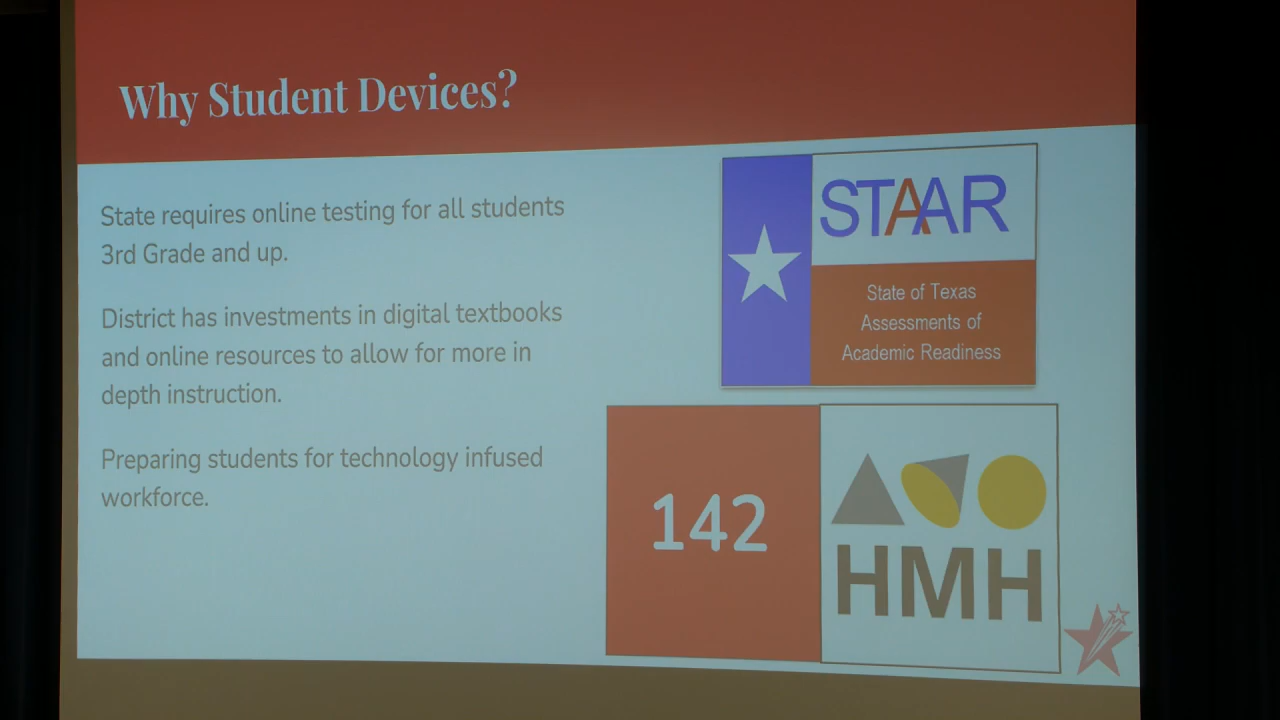 Why Student Devices?
State requires online testing for all students
3rd Grade and up.
District has investments in digital textbooks
and online resources to allow for more in
depth instruction.
Preparing students for technology infused
workforce.
STAAR
State of Texas
Assessments of
Academic Readiness
142
HMH